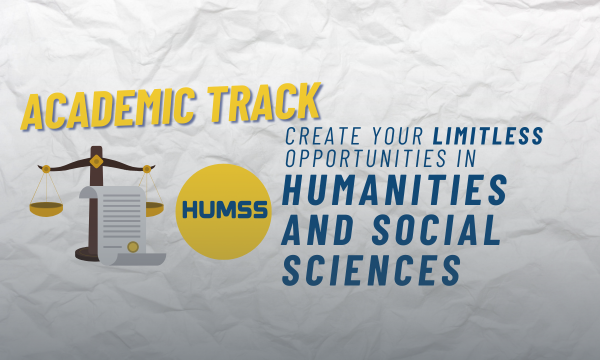 ACADEMIC TRACK
CREATE YOUR LIMITLESS
OPPORTUNITIES IN
HUMANITIES
AND SOCIAL
SCIENCES
HUMSS